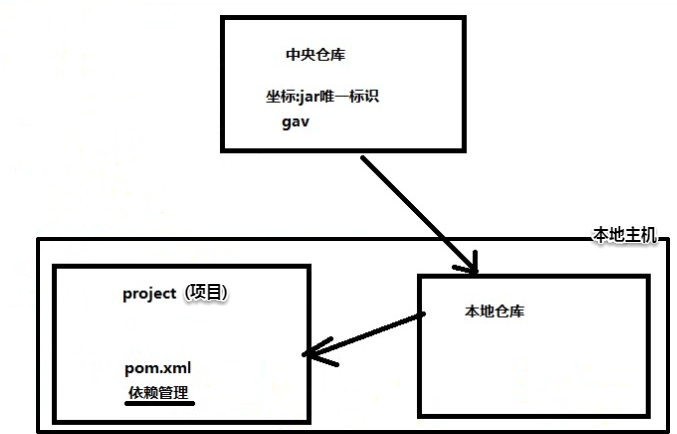 中央仓库
坐标:jar唯一标识
gav
本地主机
project (项目)
本地仓库
pom.xml
依赖管理